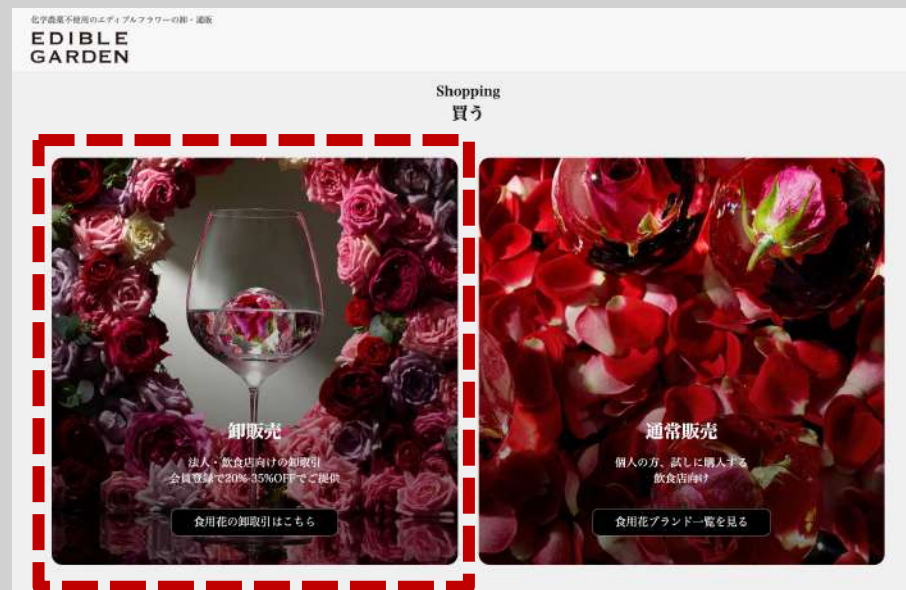 化学農薬不使用のエディブルフラワーの卸・通販
EDIBLE
GARDEN
Shopping
買う
卸販売
法人・飲食店向けの卸取引
会員登録で20%-35%OFFでご提供
食用花の卸取引はこちら
通常販売
個人の方、試しに購入する
飲食店向け
食用花ブランド一覧を見る